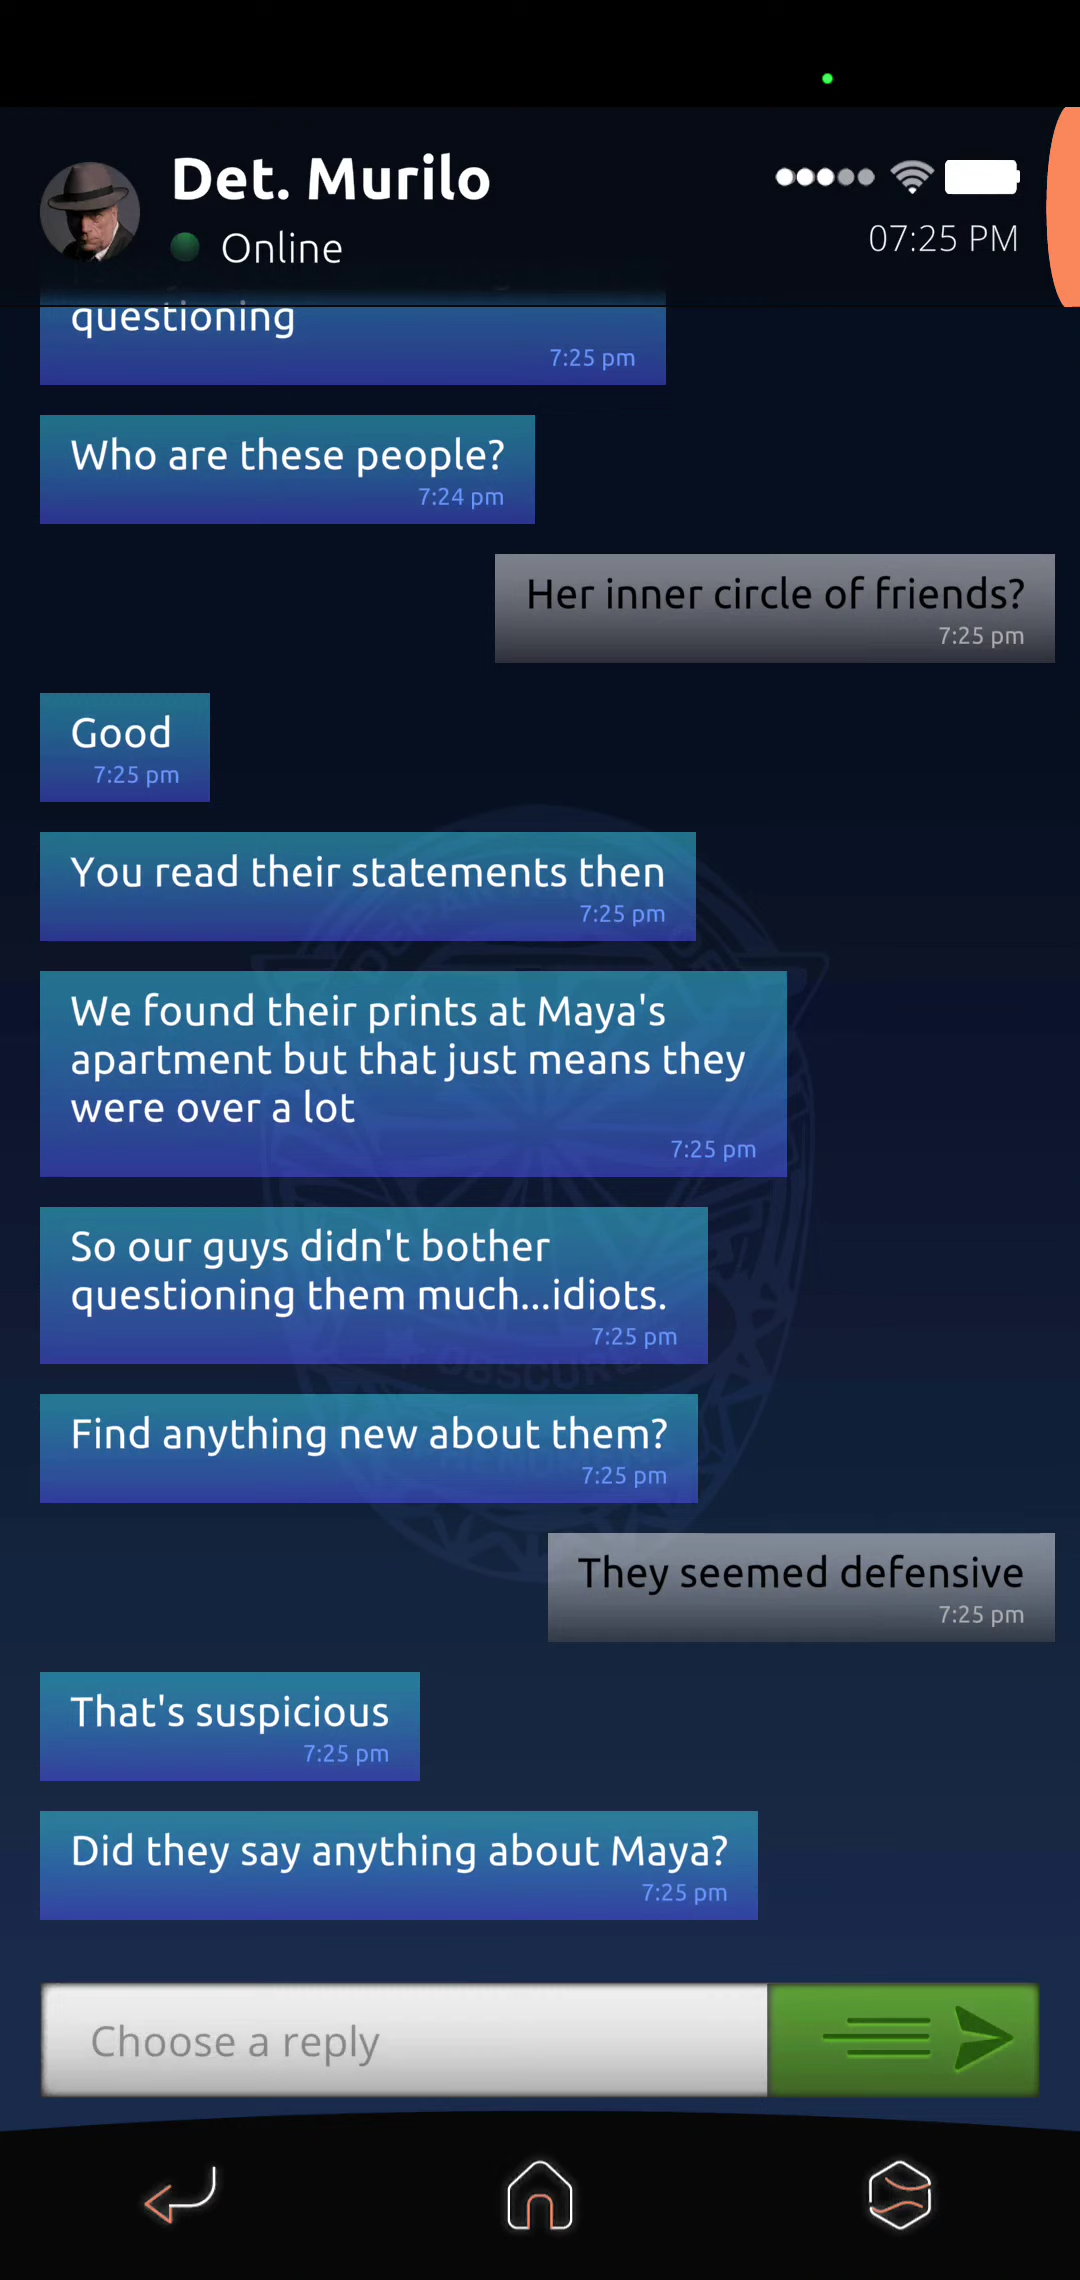 Det. Murilo
Online
07:25 PM
questioning
7:25 pm
Who are these people?
7:24 pm
Her inner circle of friends?
7:25 pm
Good
7:25 pm
You read their statements then
7:25 pm
We found their prints at Maya's
apartment but that just means they
were over a lot
7:25 pm
So our guys didn't bother
questioning them much...idiots.
7:25 pm
Find anything new about them?
7:25 pm
They seemed defensive
7:25 pm
That's suspicious
7:25 pm
Did they say anything about Maya?
7:25 pm
Choose a reply